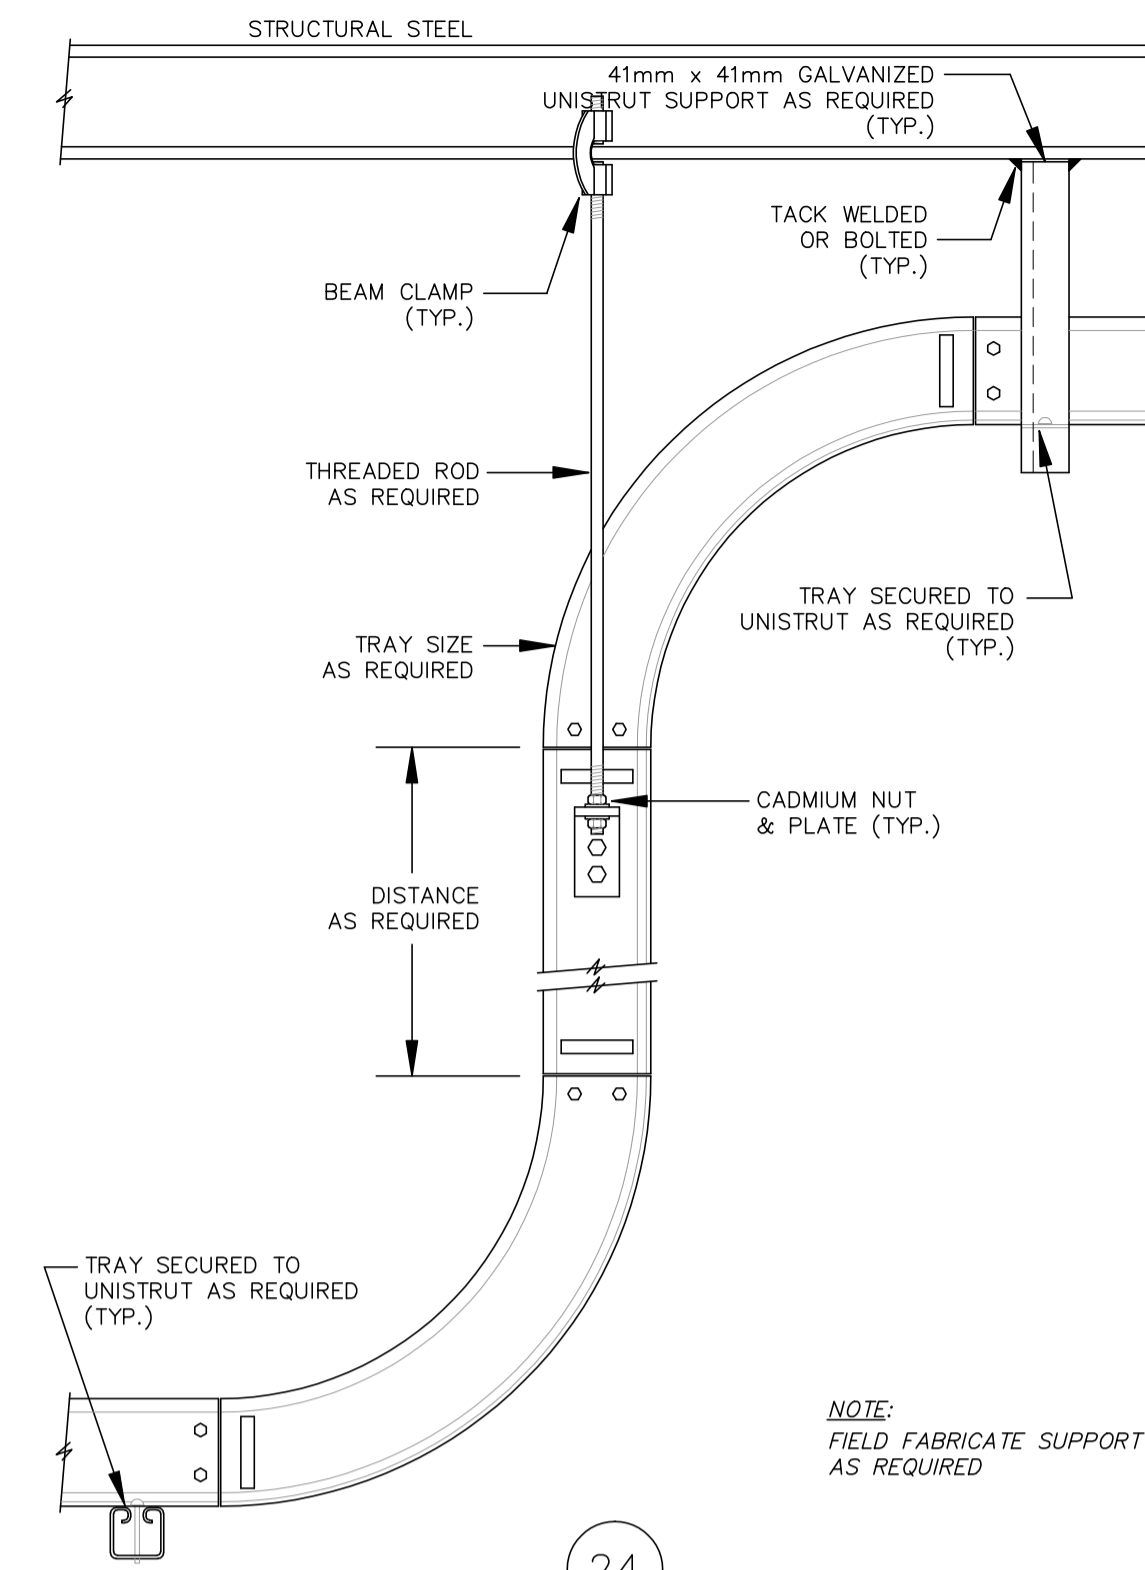 STRUCTURAL STEEL
41mm x 41mm GALVANIZED
UNISTRUT SUPPORT AS REQUIRED
(TYP.)
TACK WELDED
OR BOLTED
(TYP.)
BEAM CLAMP
(TYP.)
THREADED ROD
AS REQUIRED
TRAY SECURED TO
UNISTRUT AS REQUIRED
(TYP.)
TRAY SIZE
AS REQUIRED
CADMIUM NUT
& PLATE (TYP.)
DISTANCE
AS REQUIRED
TRAY SECURED TO
UNISTRUT AS REQUIRED
(TYP.)
NOTE:
FIELD FABRICATE SUPPORT
AS REQUIRED
24